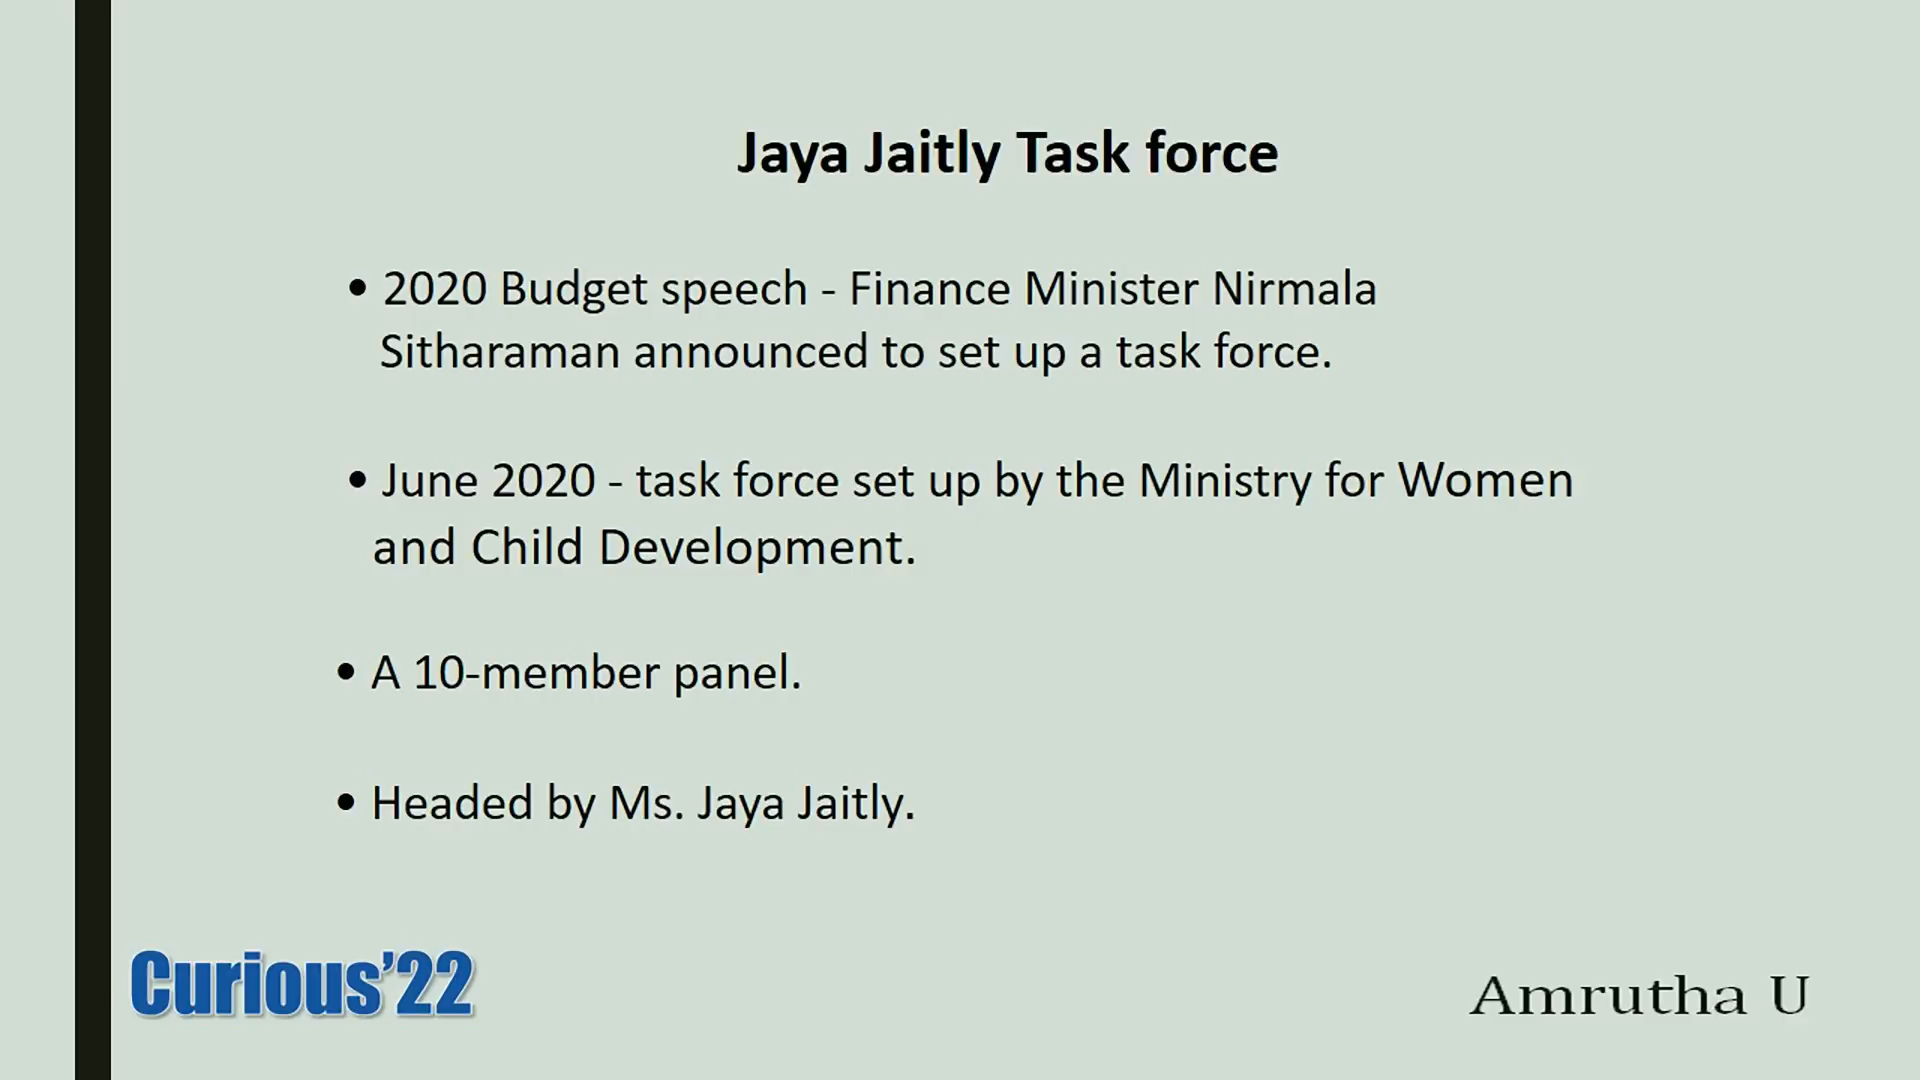 Jaya Jaitly Task force
• 2020 Budget speech - Finance Minister Nirmala
Sitharaman announced to set up a task force.
• June 2020 - task force set up by the Ministry for Women
and Child Development.
• A 10-member panel.
• Headed by Ms. Jaya Jaitly.
Curious’22
Amrutha U